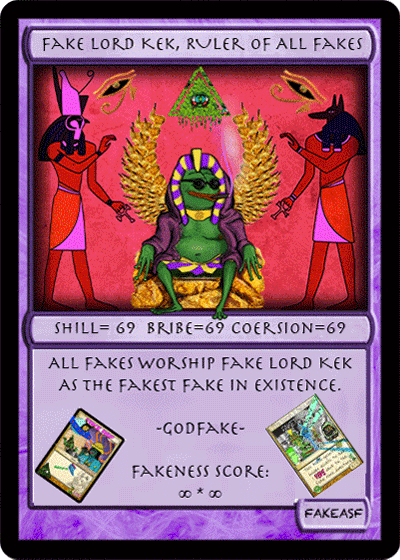 FAKE LORD KEK, RULER OF ALL FAKES
SHILL= 69 BRIBE=69 COERSION=69
ALL FAKES WORSHIP FAKE LORD KEK
AS THE FAKEST FAKE IN EXISTENCE.
-GODFAKE-
FAKENESS SCORE:
∞ * ∞
FAKEASF